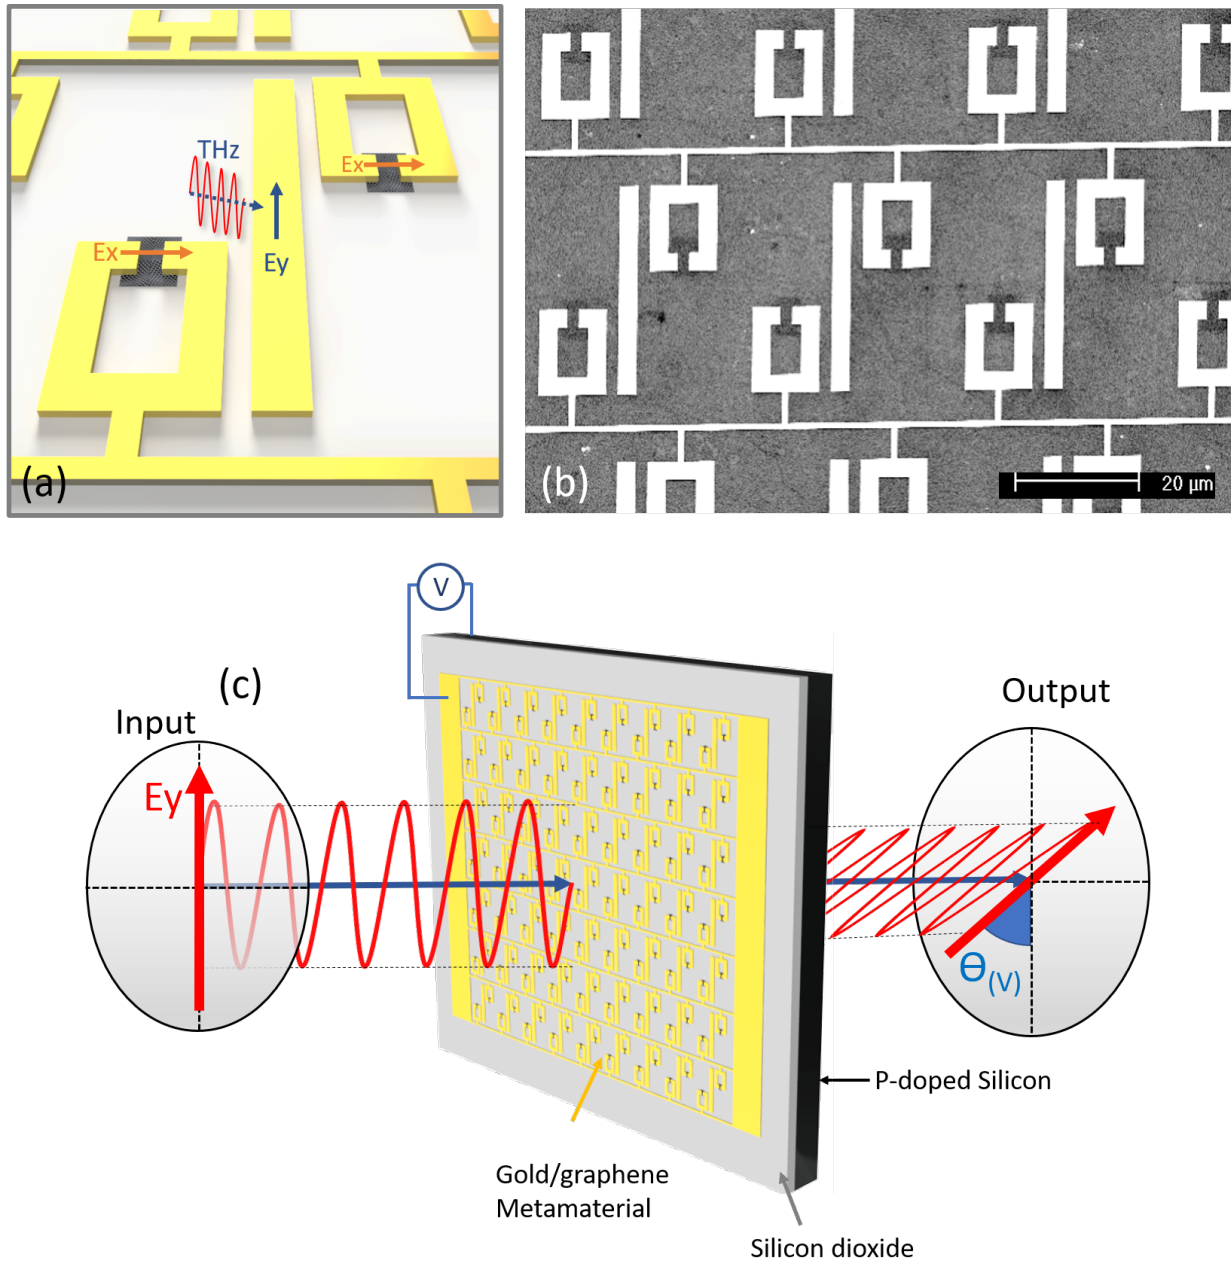 THz
Ex
Ex
Ey
(a)
(b)
20 µm
V
(c)
Input
Output
Ey
Θ(V)
P-doped Silicon
Gold/graphene
Metamaterial
Silicon dioxide